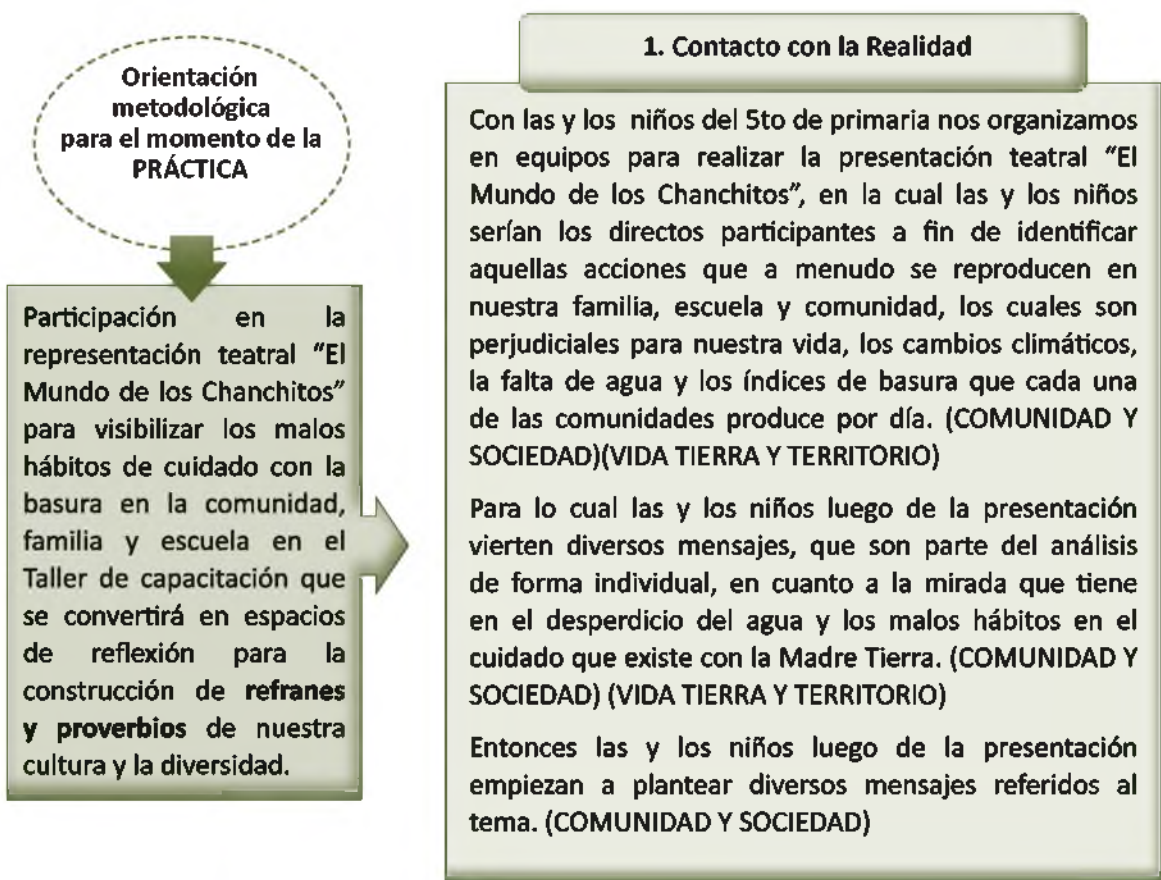 Orientación
metodológica
para el momento de la
PRÁCTICA
Participación en la
representación teatral “El
Mundo de los Chanchitos”
para visibilizar los malos
hábitos de cuidado con la
basura en la comunidad,
familia y escuela en el
Taller de capacitación que
se convertirá en espacios
de reflexión para la
construcción de refranes
y proverbios de nuestra
cultura y la diversidad.
1. Contacto con la Realidad
Con las y los niños del 5to de primaria nos organizamos
en equipos para realizar la presentación teatral “El
Mundo de los Chanchitos”, en la cual las y los niños
serían los directos participantes a fin de identificar
aquellas acciones que a menudo se reproducen en
nuestra familia, escuela y comunidad, los cuales son
perjudiciales para nuestra vida, los cambios climáticos,
la falta de agua y los índices de basura que cada una
de las comunidades produce por día. (COMUNIDAD Y
SOCIEDAD)(VIDA TIERRA Y TERRITORIO)
Para lo cual las y los niños luego de la presentación
vierten diversos mensajes, que son parte del análisis
de forma individual, en cuanto a la mirada que tiene
en el desperdicio del agua y los malos hábitos en el
cuidado que existe con la Madre Tierra. (COMUNIDAD Y
SOCIEDAD) (VIDA TIERRA Y TERRITORIO)
Entonces las y los niños luego de la presentación
empiezan a plantear diversos mensajes referidos al
tema. (COMUNIDAD Y SOCIEDAD)